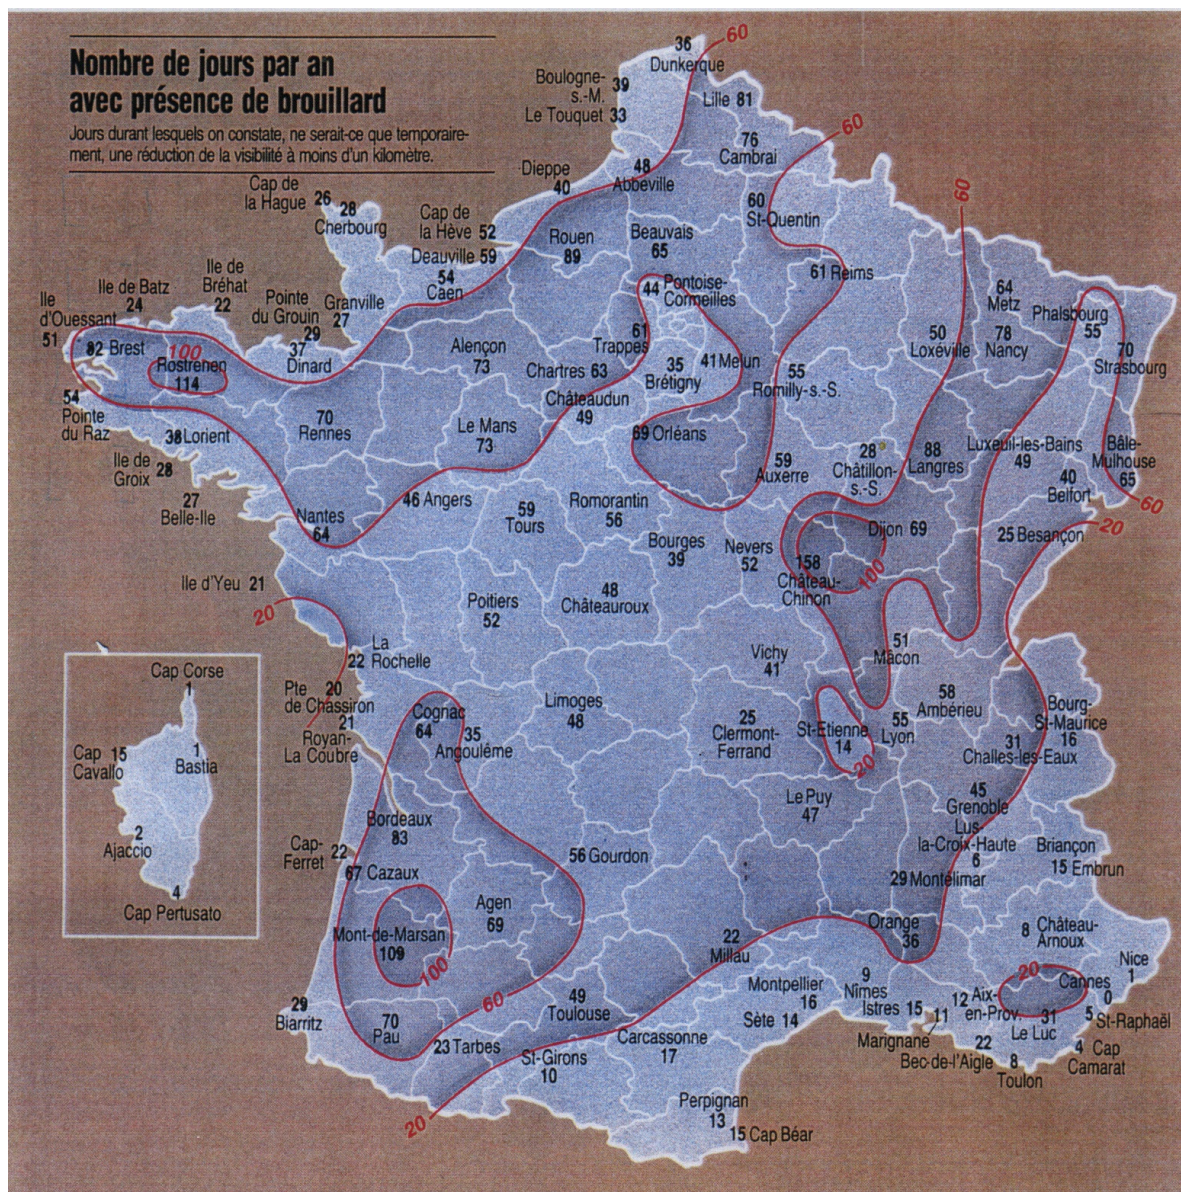 Nombre de jours par an
avec présence de brouillard
Jours durant lesquels on constate, ne serait-ce que temporaire-
ment, une réduction de la visibilité à moins d'un kilomètre.
36
Dunkerque
60
Boulogne-
s.-M.
39
Le Touquet 33
Lille 81
76
Cambrai
60
Dieppe
40
48
Abbeville
Cap de
la Hague
26
28
Cherbourg
Cap de
la Hève
52
Deauville 59
54
Caen
Rouen
89
Beauvais
65
60
St-Quentin
60
61 Reims
44
Pontoise-
Cormeilles
64
Metz
Phalsbourg
55
50
Loxéville
78
Nancy
70
Strasbourg
Ile
d'Ouessant
51
Ile de Batz
24
Ile de
Bréhat
22
Pointe
du Grouin
29
Granville
27
37
Dinard
82 Brest
100
Rostrenen
114
54
Pointe
du Raz
38 Lorient
Ile de
Groix
28
27
Belle-Ile
70
Rennes
Alençon
73
Chartres 63
61
Trappes
35
Brétigny
41 Melun
55
Romilly-s.-S.
Châteaudun
49
Le Mans
73
69 Orléans
59
Auxerre
28
Châtillon-
s.-S.
88
Langres
Luxeuil-les-Bains
49
Bâle-
Mulhouse
65
60
40
Belfort
20
25 Besançon
Nantes
64
46 Angers
59
Tours
Romorantin
56
Bourges
39
Nevers
52
Dijon 69
158
Château-
Chinon
100
Ile d'Yeu 21
20
Poitiers
52
48
Châteauroux
La
Rochelle
22
Pte
de Chassiron
20
21
Royan-
La Coubre
Vichy
41
51
Mâcon
58
Ambérieu
Bourg-
St-Maurice
16
Cognac
64
35
Angoulême
Limoges
48
25
Clermont-
Ferrand
St-Etienne
14
20
55
Lyon
31
Challes-les-Eaux
Le Puy
47
45
Grenoble
Lus-
la-Croix-Haute
6
Briançon
15 Embrun
Bordeaux
83
Cap-
Ferret
22
67 Cazaux
56 Gourdon
29 Montélimar
Agen
69
Mont-de-Marsan
109
100
Orange
36
8
Château-
Arnoux
22
Millau
Nice
1
20
Cannes
0
29
Biarritz
70
Pau
60
49
Toulouse
Montpellier
16
9
Nîmes
Istres 15
12 Aix-
en-Prov.
31
Le Luc
5 St-Raphaël
Sète 14
11
Marignane
22
Bec-de-l'Aigle
8
Toulon
4 Cap
Camarat
23 Tarbes
St-Girons
10
Carcassonne
17
20
Perpignan
13
15 Cap Béar
Cap Corse
1
Cap
Cavallo
15
1
Bastia
2
Ajaccio
4
Cap Pertusato